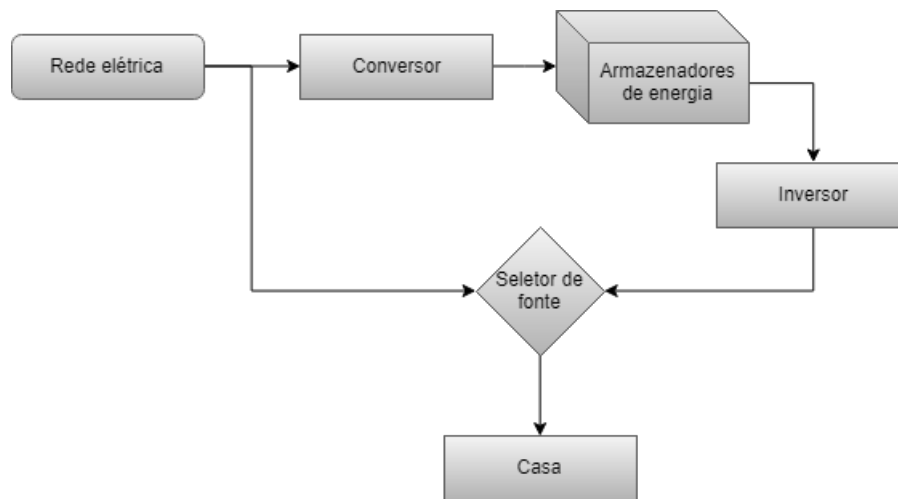 Rede elétrica
Conversor
Armazenadores
de energia
Inversor
Seletor de
fonte
Casa